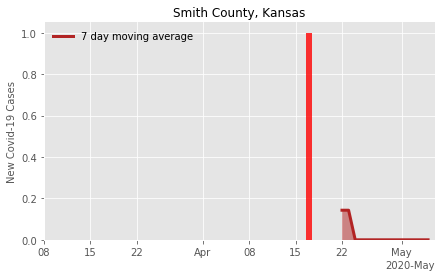 Smith County, Kansas
7 day moving average
New Covid-19 Cases
1.0
0.8
0.6
0.4
0.2
0.0
08 15 22 Apr 08 15 22 May
2020-May